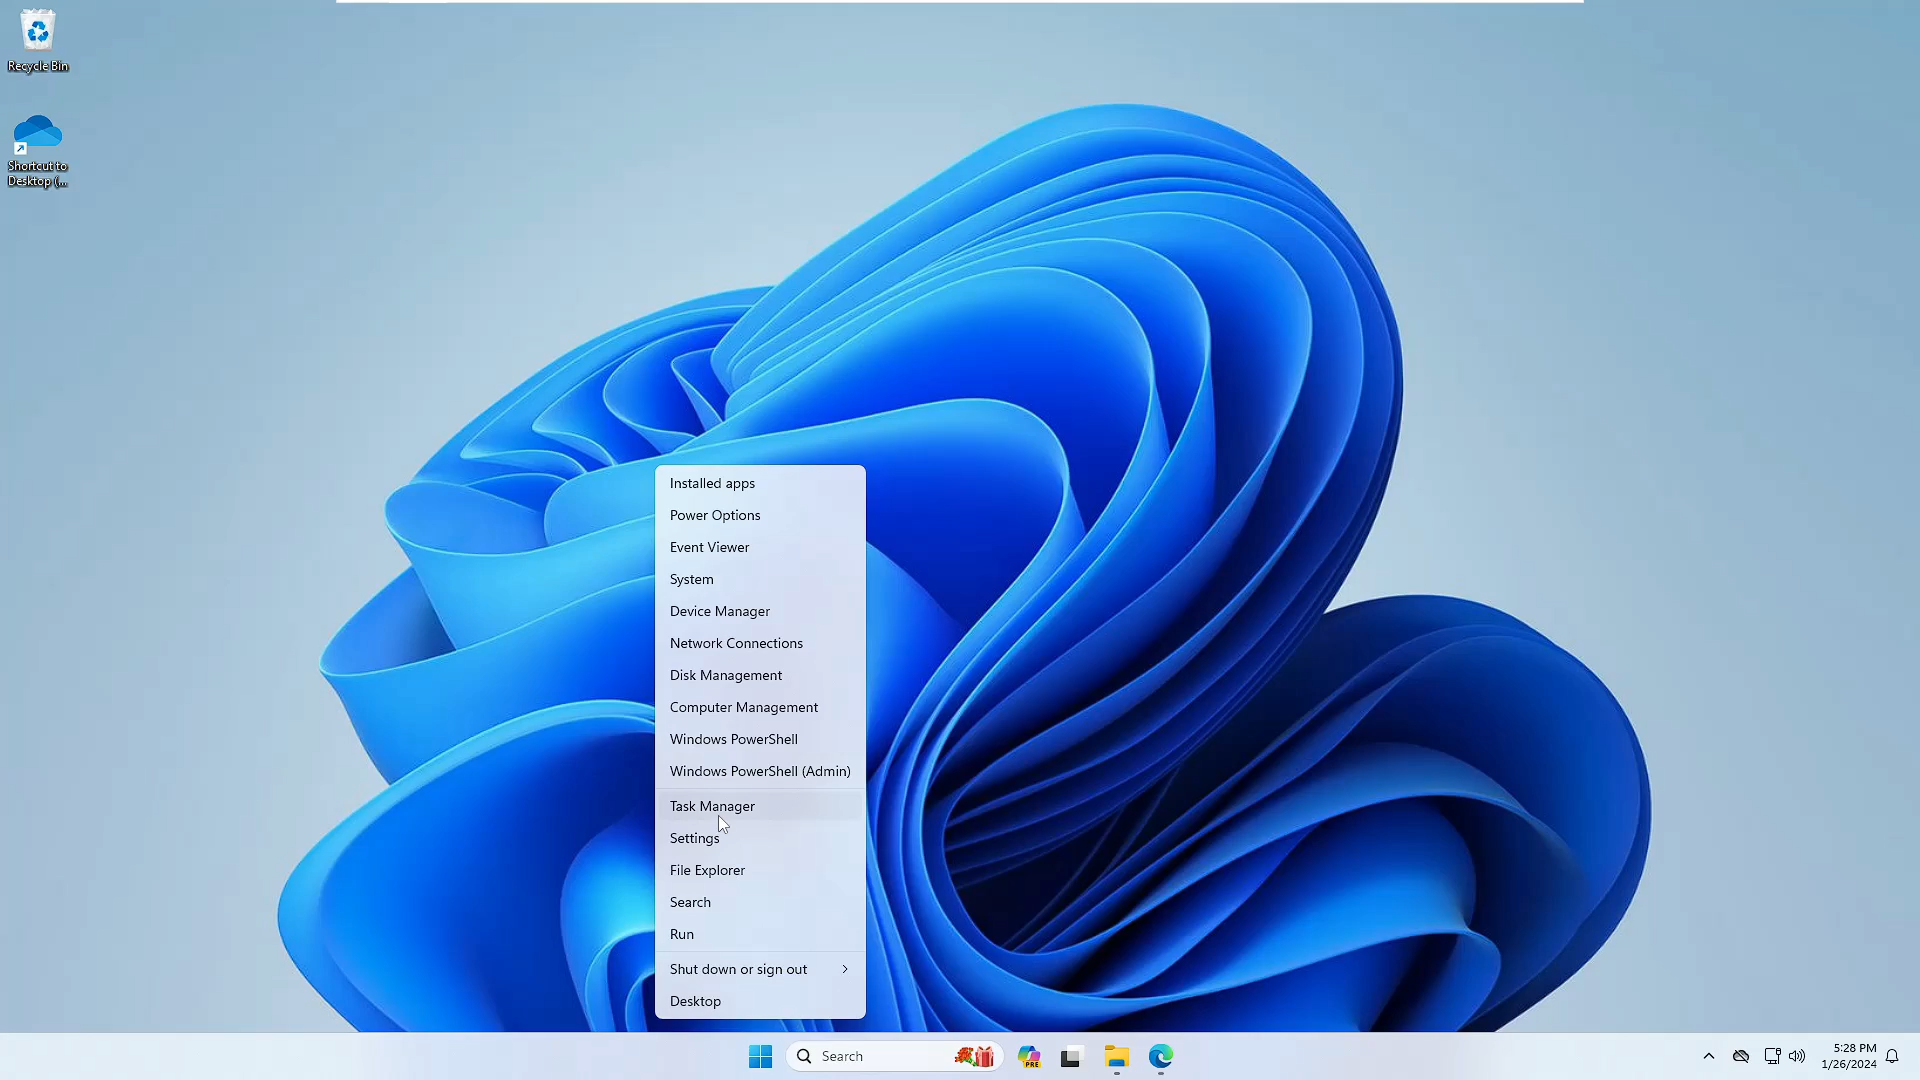 Recycle Bin
Shortcut to
Desktop (...
Installed apps
Power Options
Event Viewer
System
Device Manager
Network Connections
Disk Management
Computer Management
Windows PowerShell
Windows PowerShell (Admin)
Task Manager
Settings
File Explorer
Search
Run
Shut down or sign out
Desktop
Search
PRE
5:28 PM
1/26/2024